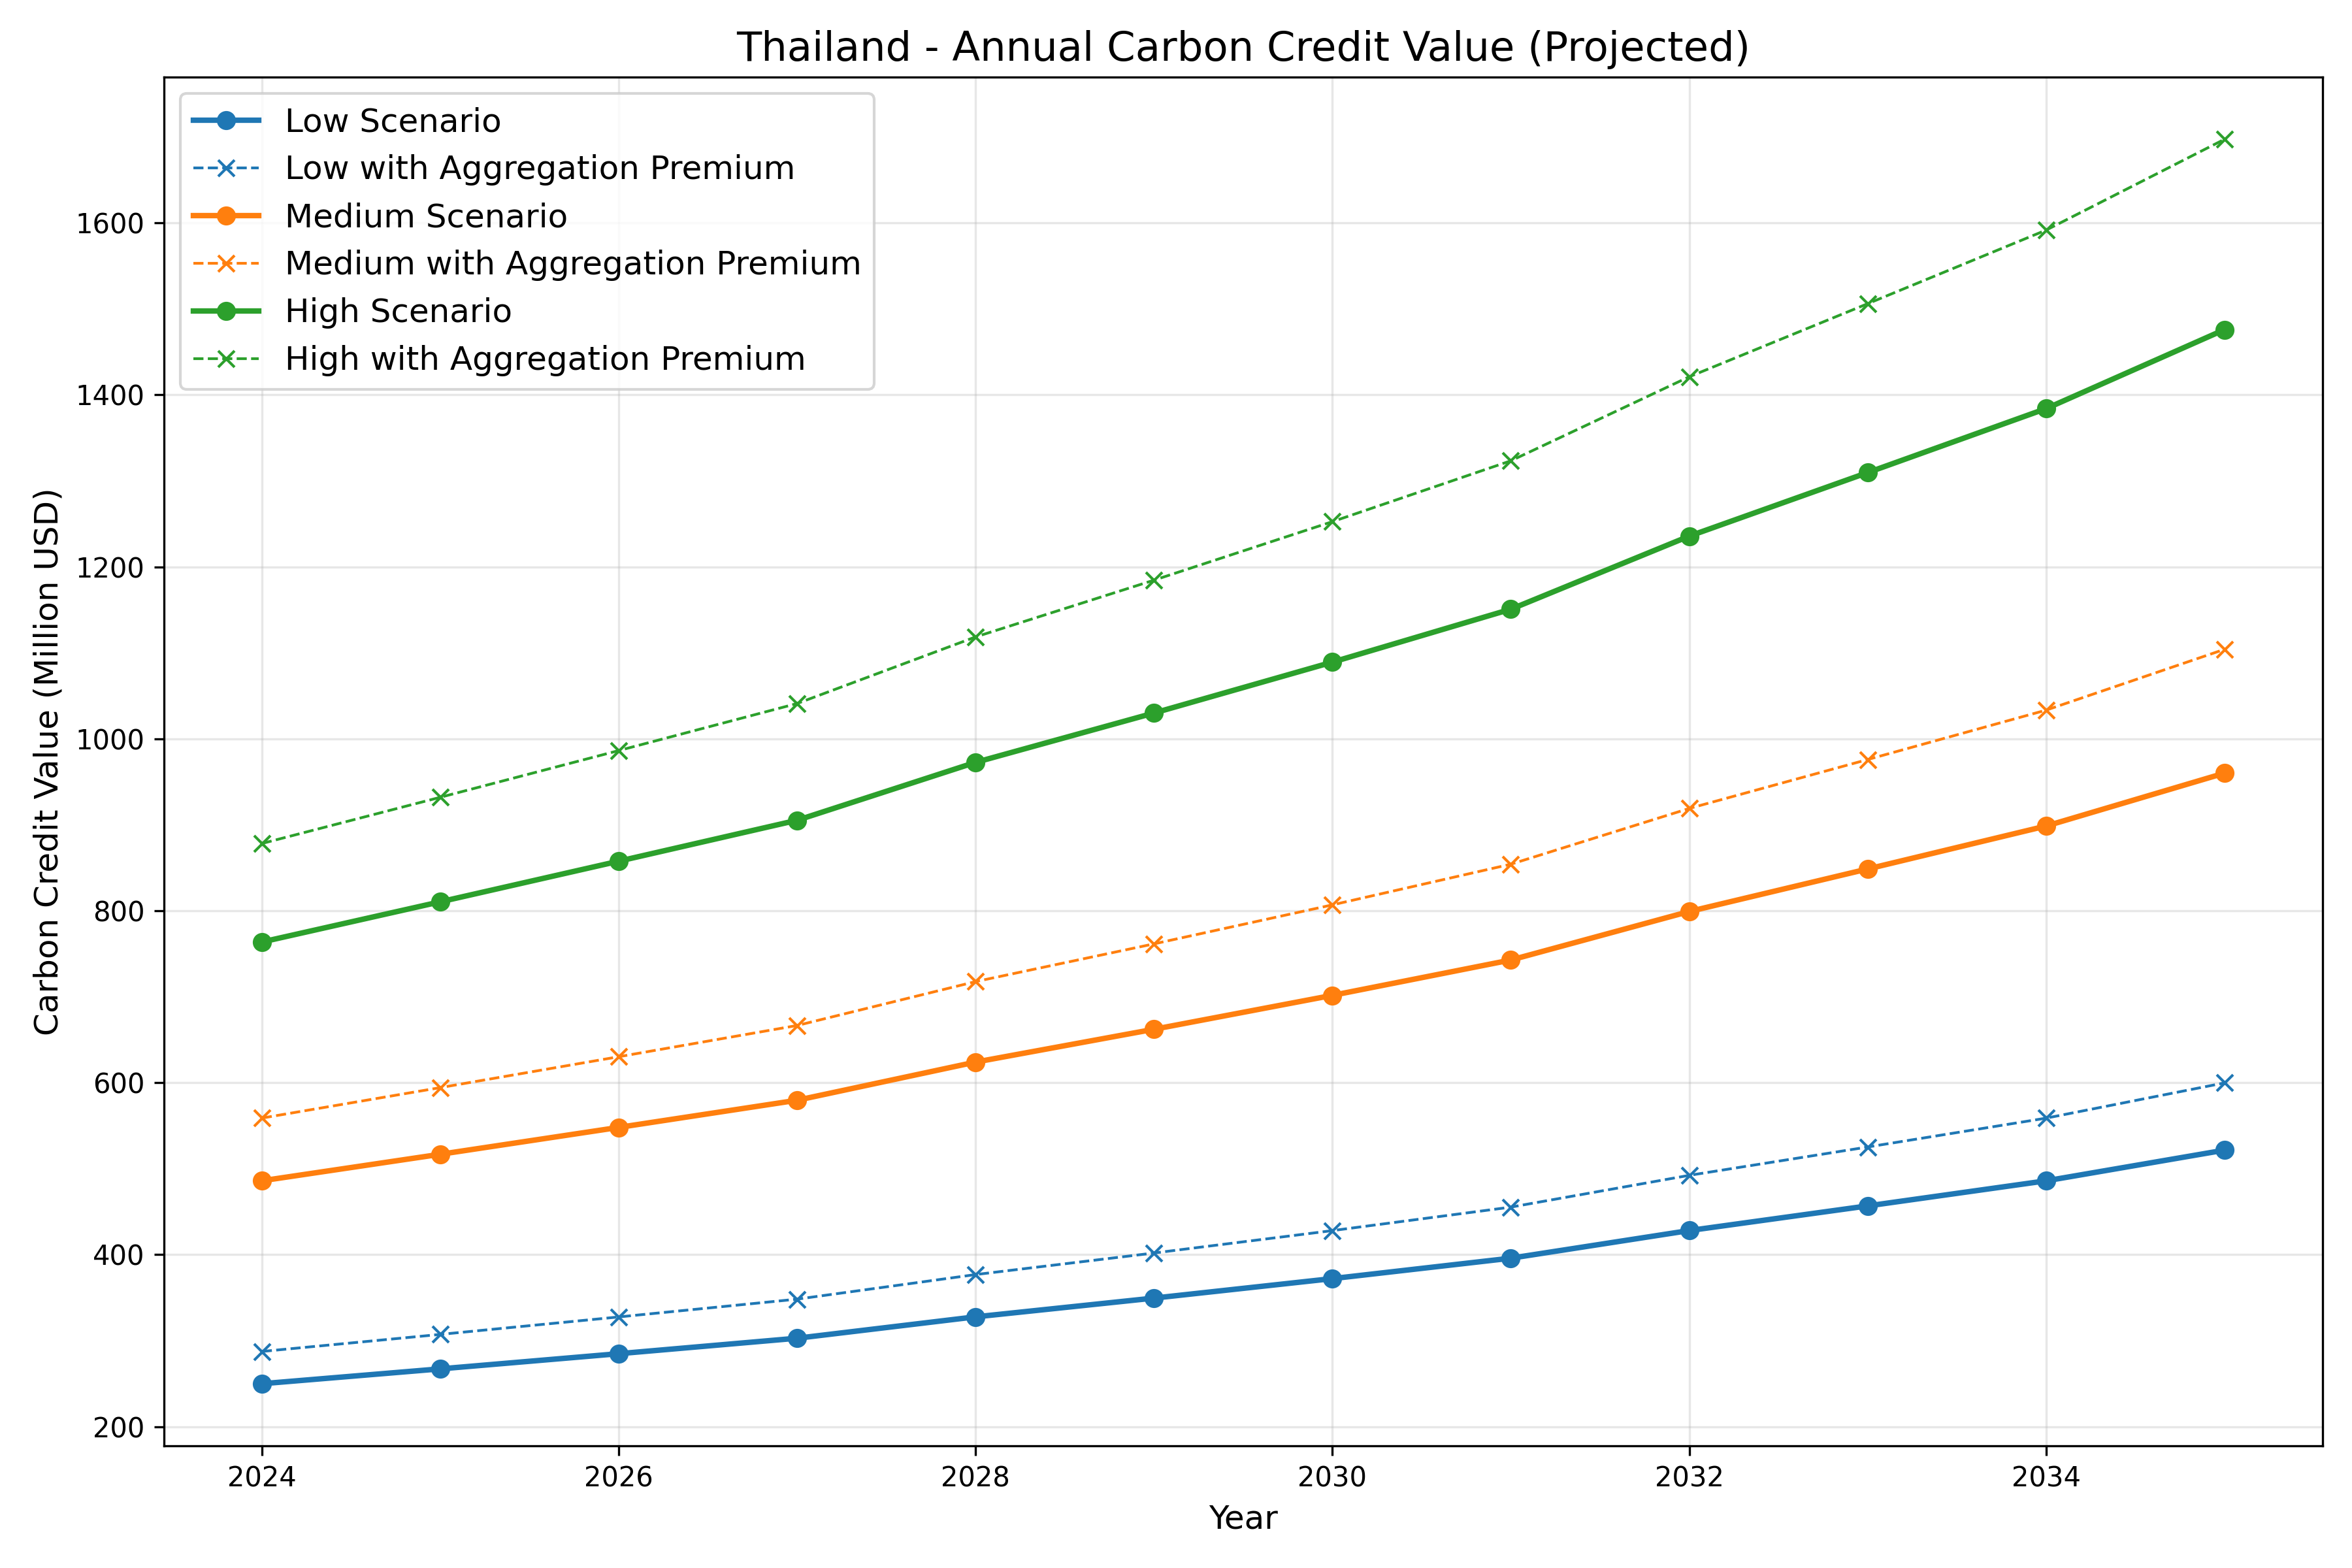 Thailand - Annual Carbon Credit Value (Projected)
Low Scenario
Low with Aggregation Premium
Medium Scenario
Medium with Aggregation Premium
High Scenario
High with Aggregation Premium
Carbon Credit Value (Million USD)
1600
1400
1200
1000
800
600
400
200
2024 2026 2028 2030 2032 2034
Year